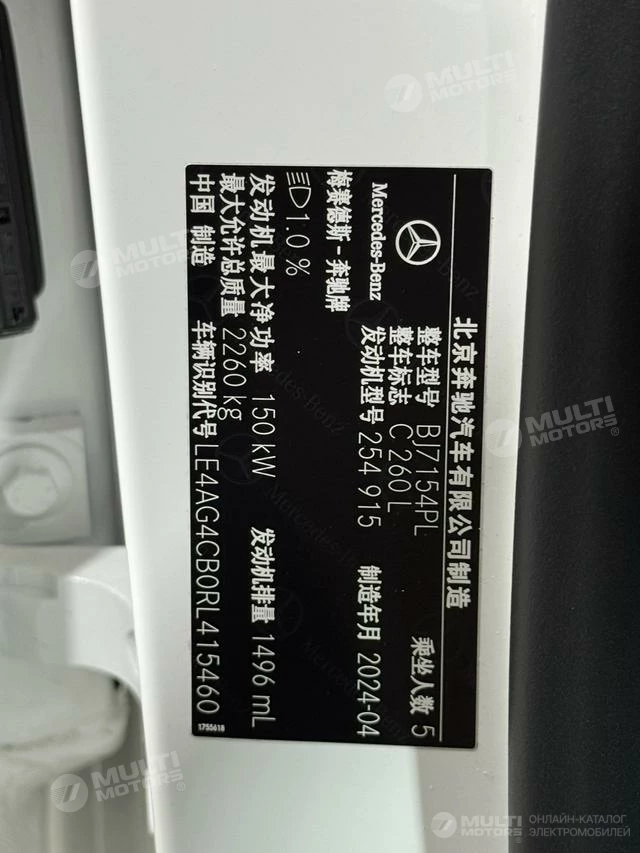 北京奔驰汽车有限公司制造
Mercedes-Benz
梅赛德斯-奔驰牌
整车型号 BJ7154PL
乘坐人数 5
整车标志 C 260 L
发动机型号 254 915
制造年月 2024-04
1.0 %
发动机最大净功率 150 kW
发动机排量 1496 mL
最大允许总质量 2260 kg
中国 制造
车辆识别代号 LE4AG4CB0RL415460
1755618
MULTI MOTORS®
MULTI MOTORS®
MULTI MOTORS®
MULTI MOTORS®
MULTI MOTORS®
ОНЛАЙН-КАТАЛОГ
ЭЛЕКТРОМОБИЛЕЙ